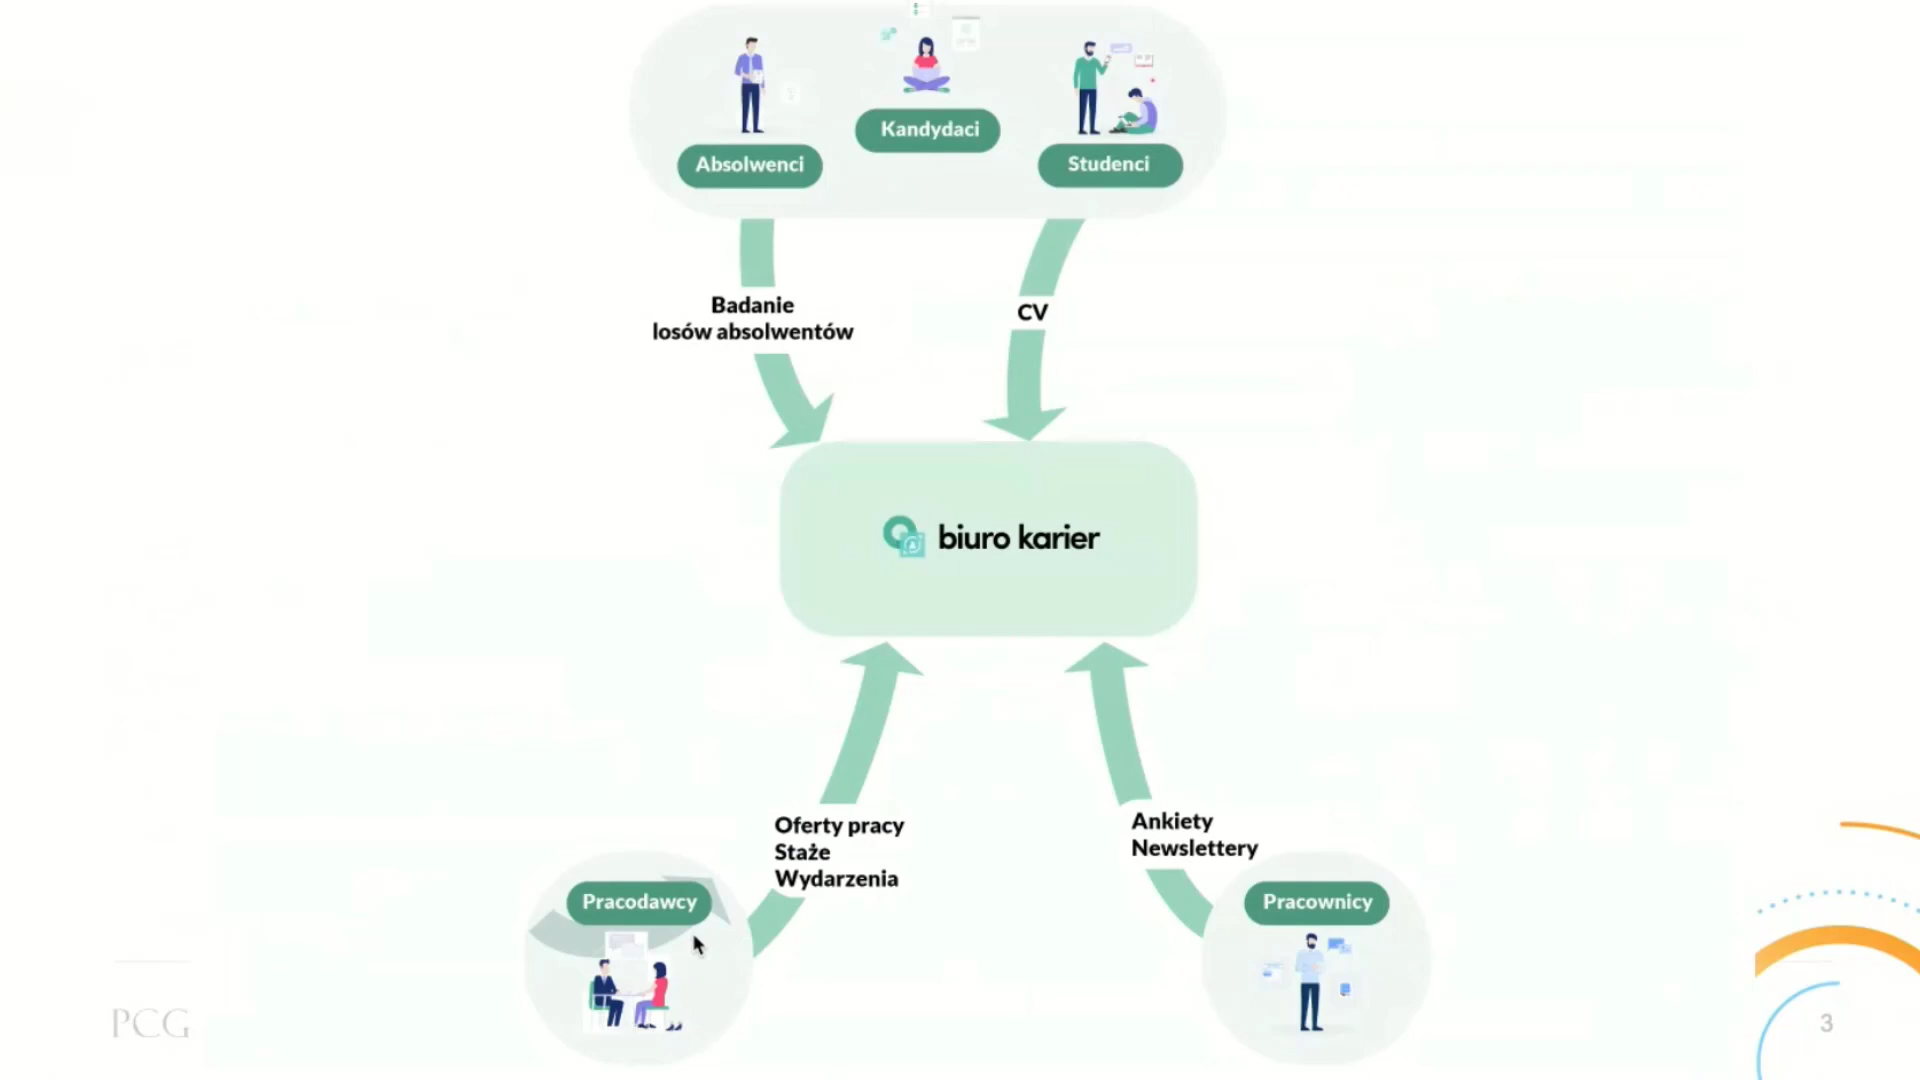 Kandydaci
Absolwenci
Studenci
Badanie
losów absolwentów
CV
biuro karier
Oferty pracy
Staże
Wydarzenia
Ankiety
Newslettery
Pracodawcy
Pracownicy
PCG
3